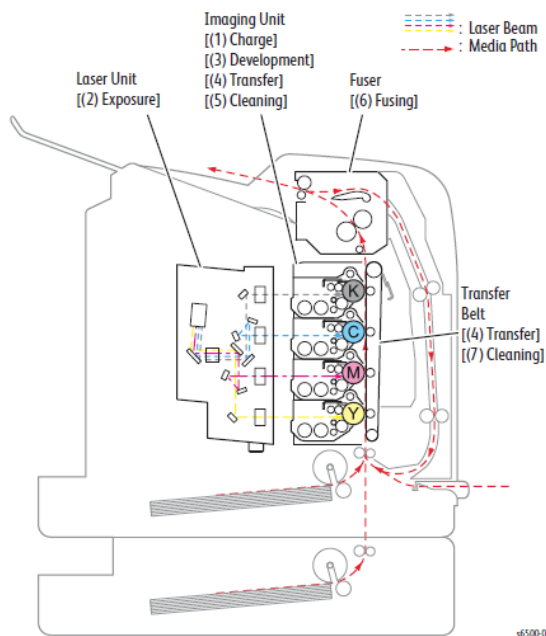 Imaging Unit
[(1) Charge]
[(3) Development]
[(4) Transfer]
[(5) Cleaning]
: Laser Beam
: Media Path
Laser Unit
[(2) Exposure]
Fuser
[(6) Fusing]
K
C
M
Y
Transfer
Belt
[(4) Transfer]
[(7) Cleaning]
s6500-0